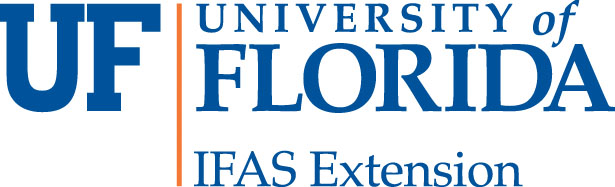 UF
UNIVERSITY of
FLORIDA
IFAS Extension